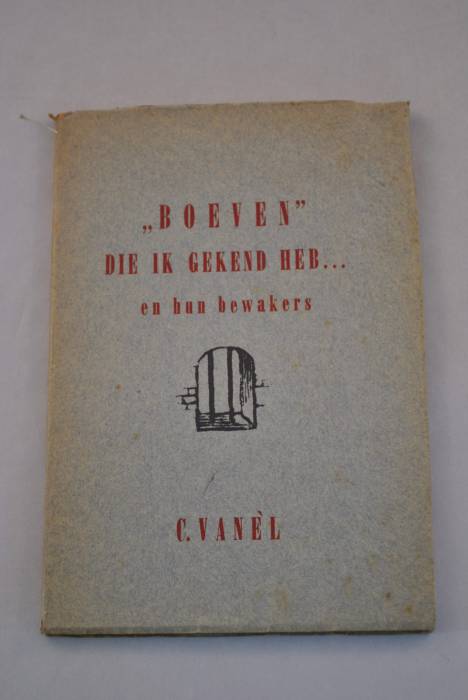 „BOEVEN”
DIE IK GEKEND HEB...
en hun bewakers
C. VANÈL